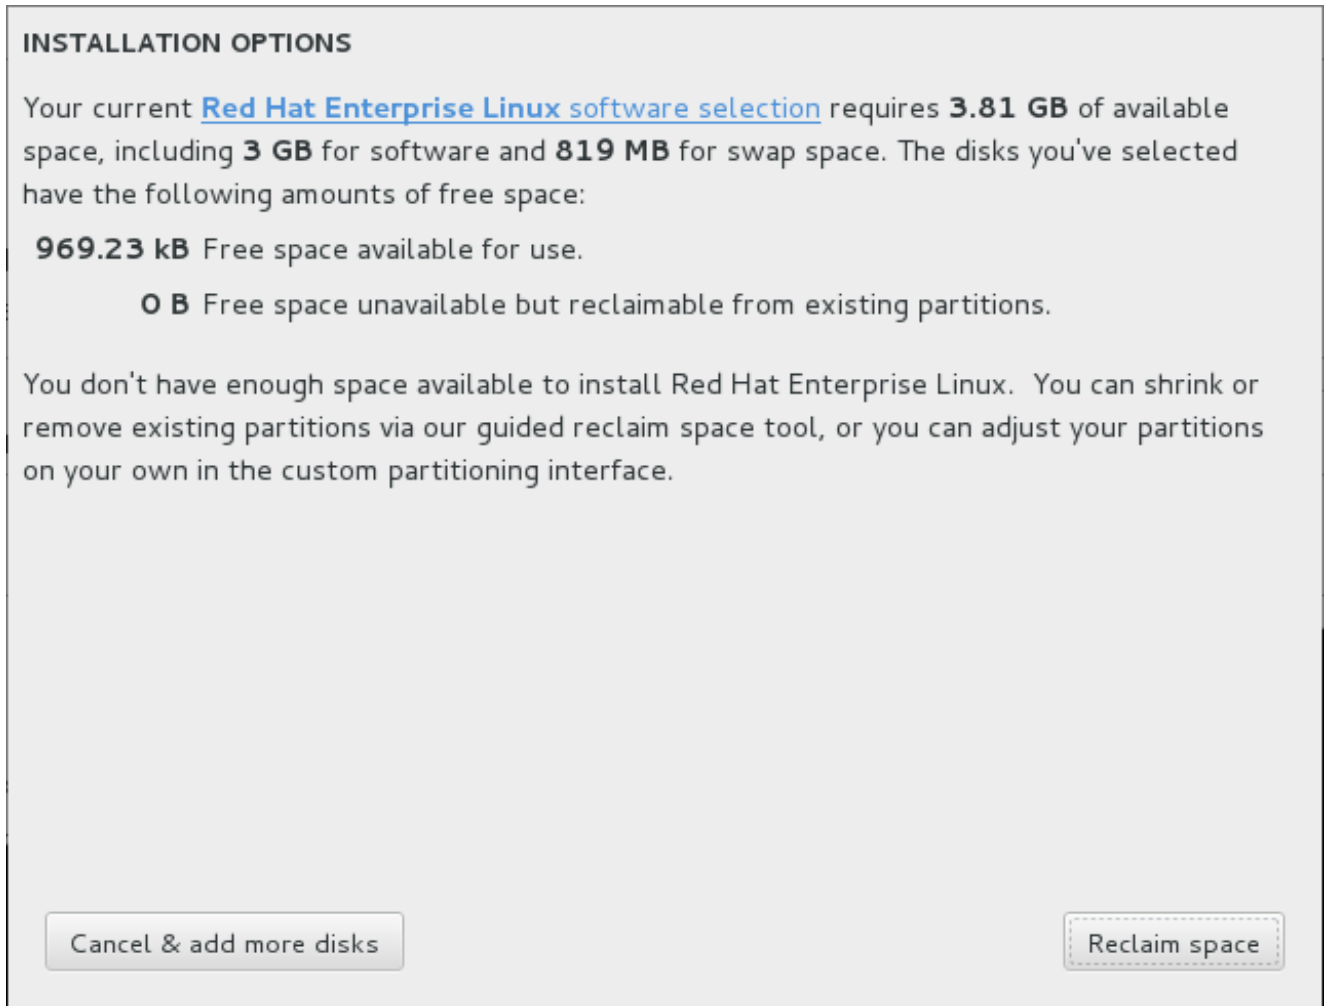 INSTALLATION OPTIONS
Your current Red Hat Enterprise Linux software selection requires 3.81 GB of available
space, including 3 GB for software and 819 MB for swap space. The disks you've selected
have the following amounts of free space:
969.23 kB Free space available for use.
0 B Free space unavailable but reclaimable from existing partitions.
You don't have enough space available to install Red Hat Enterprise Linux.  You can shrink or
remove existing partitions via our guided reclaim space tool, or you can adjust your partitions
on your own in the custom partitioning interface.
Cancel & add more disks
Reclaim space